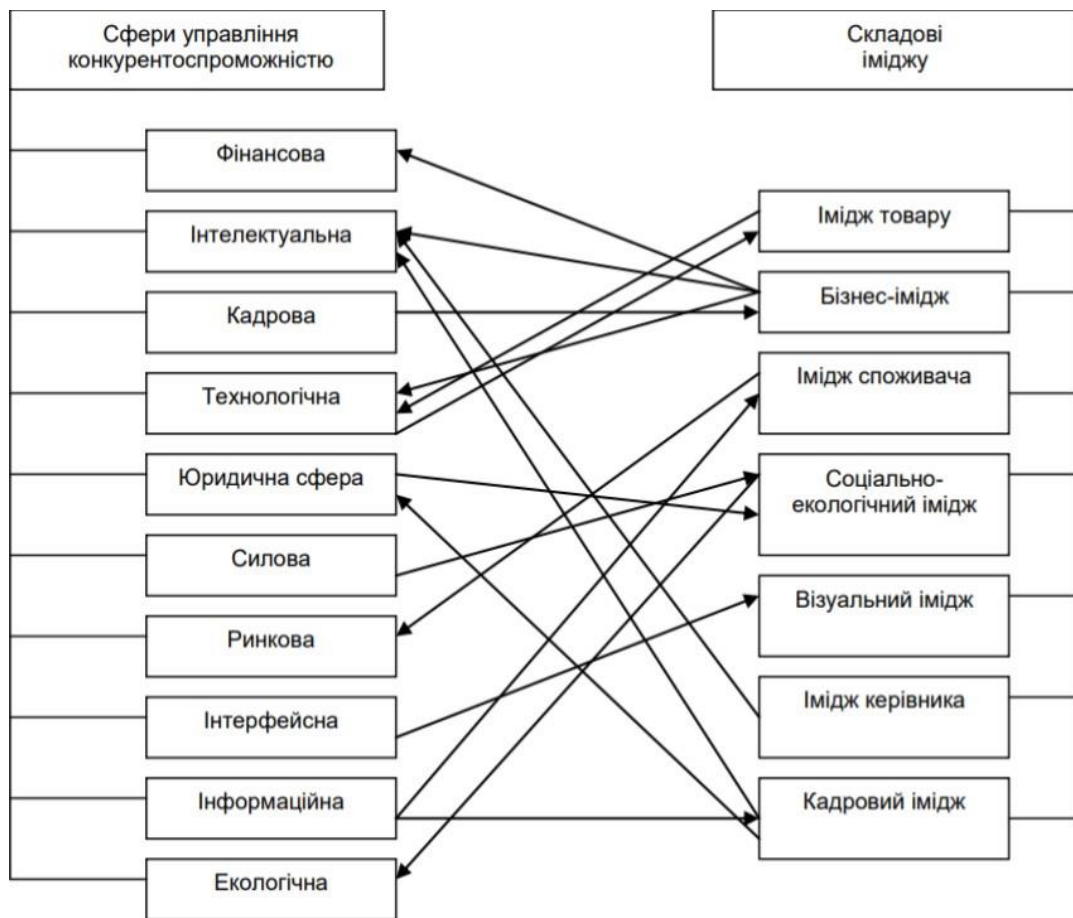 Сфери управління
конкурентоспроможністю
Складові
іміджу
Фінансова
Інтелектуальна
Кадрова
Технологічна
Юридична сфера
Силова
Ринкова
Інтерфейсна
Інформаційна
Екологічна
Імідж товару
Бізнес-імідж
Імідж споживача
Соціально-
екологічний імідж
Візуальний імідж
Імідж керівника
Кадровий імідж